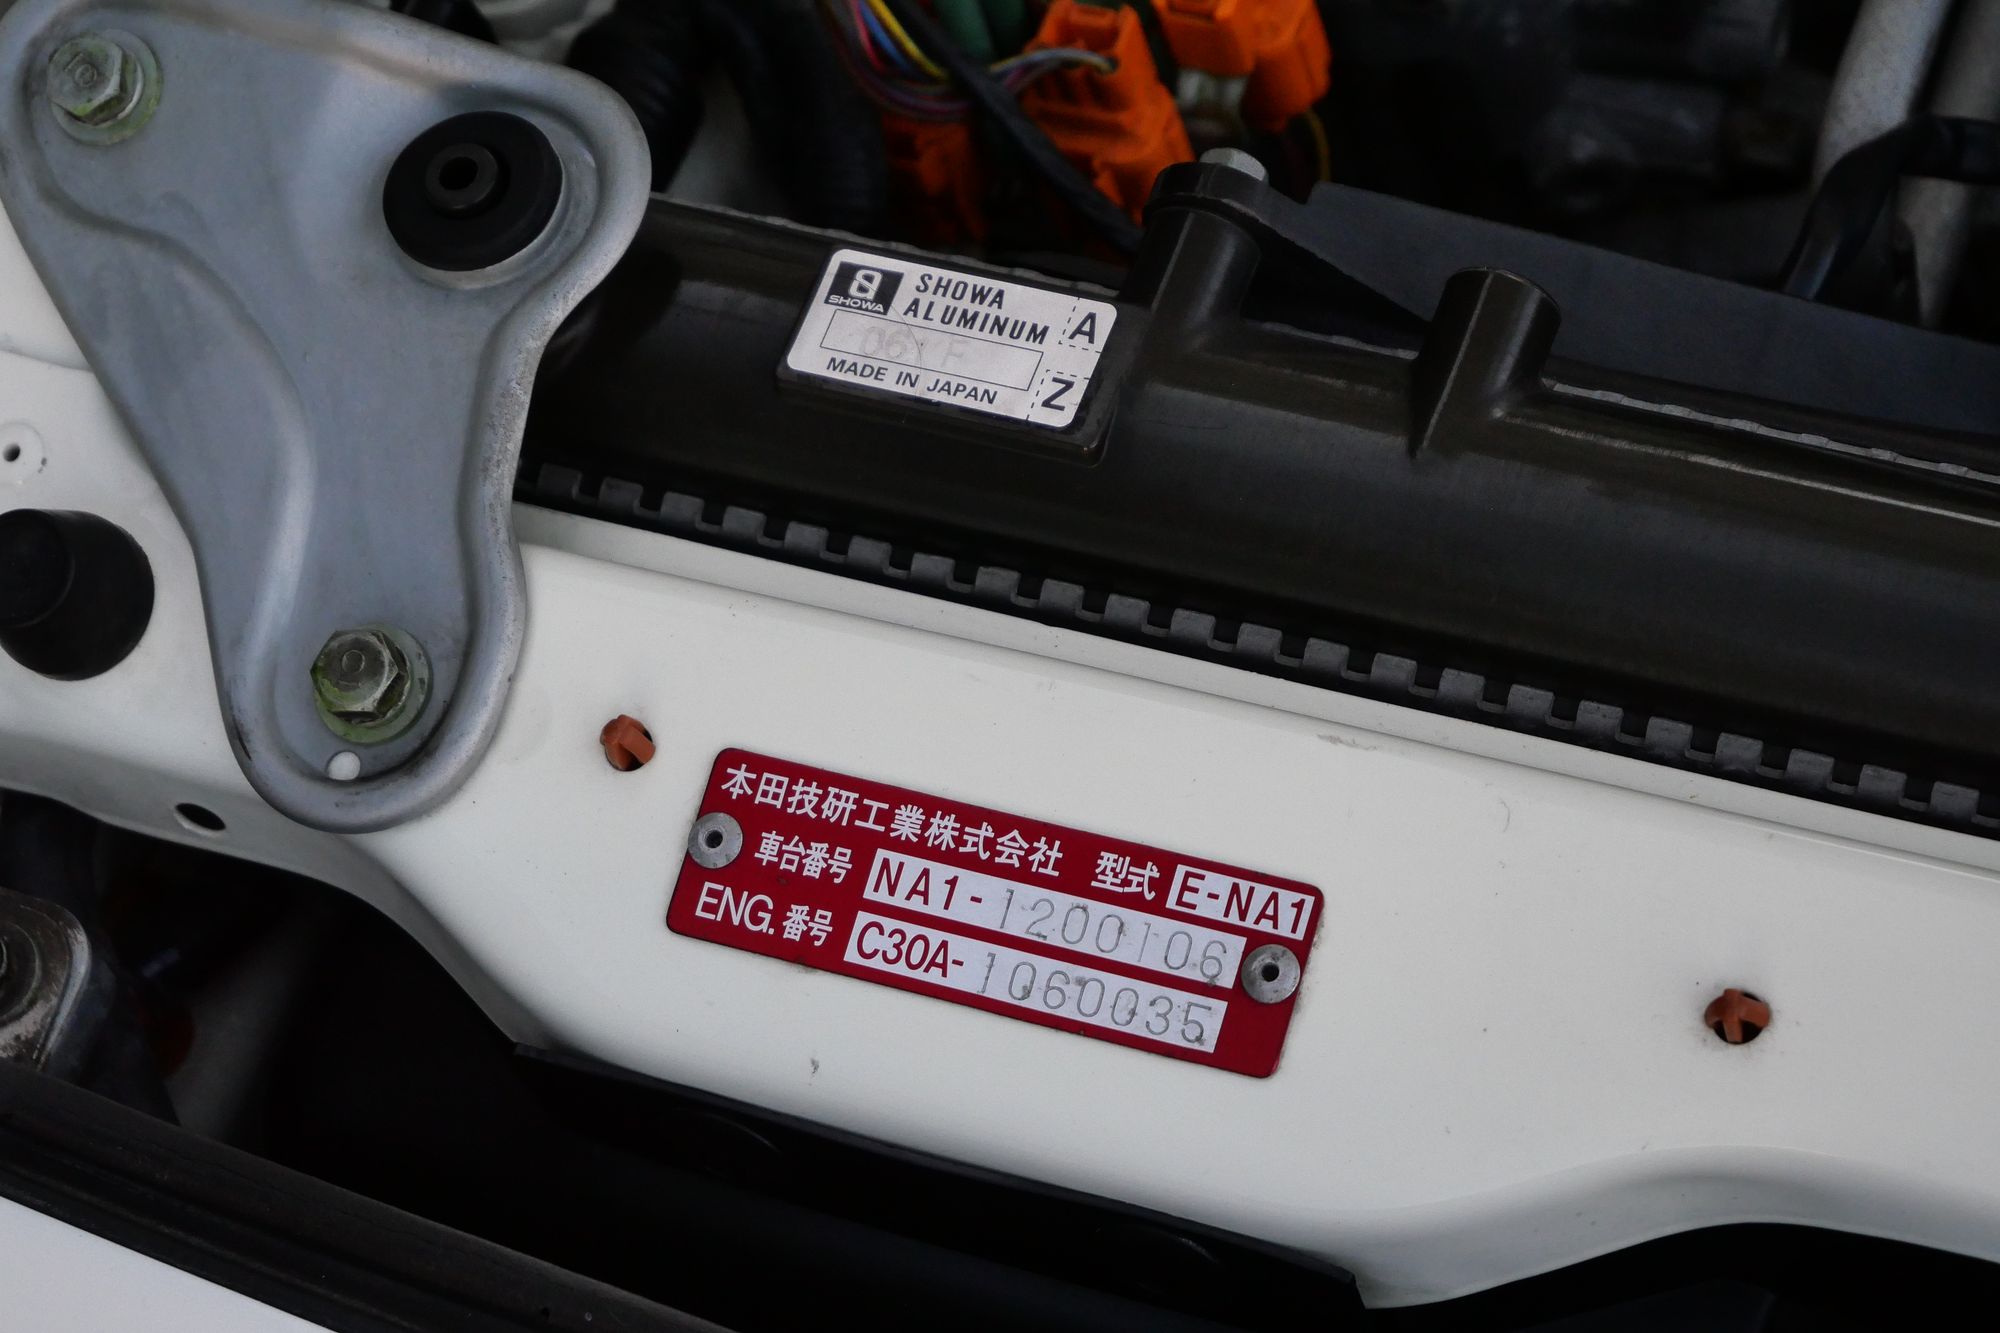 SHOWA
SHOWA
ALUMINUM
A
MADE IN JAPAN
Z
本田技研工業株式会社 型式 E-NA1
車台番号 NA1-1200106
ENG.番号 C30A-1060035